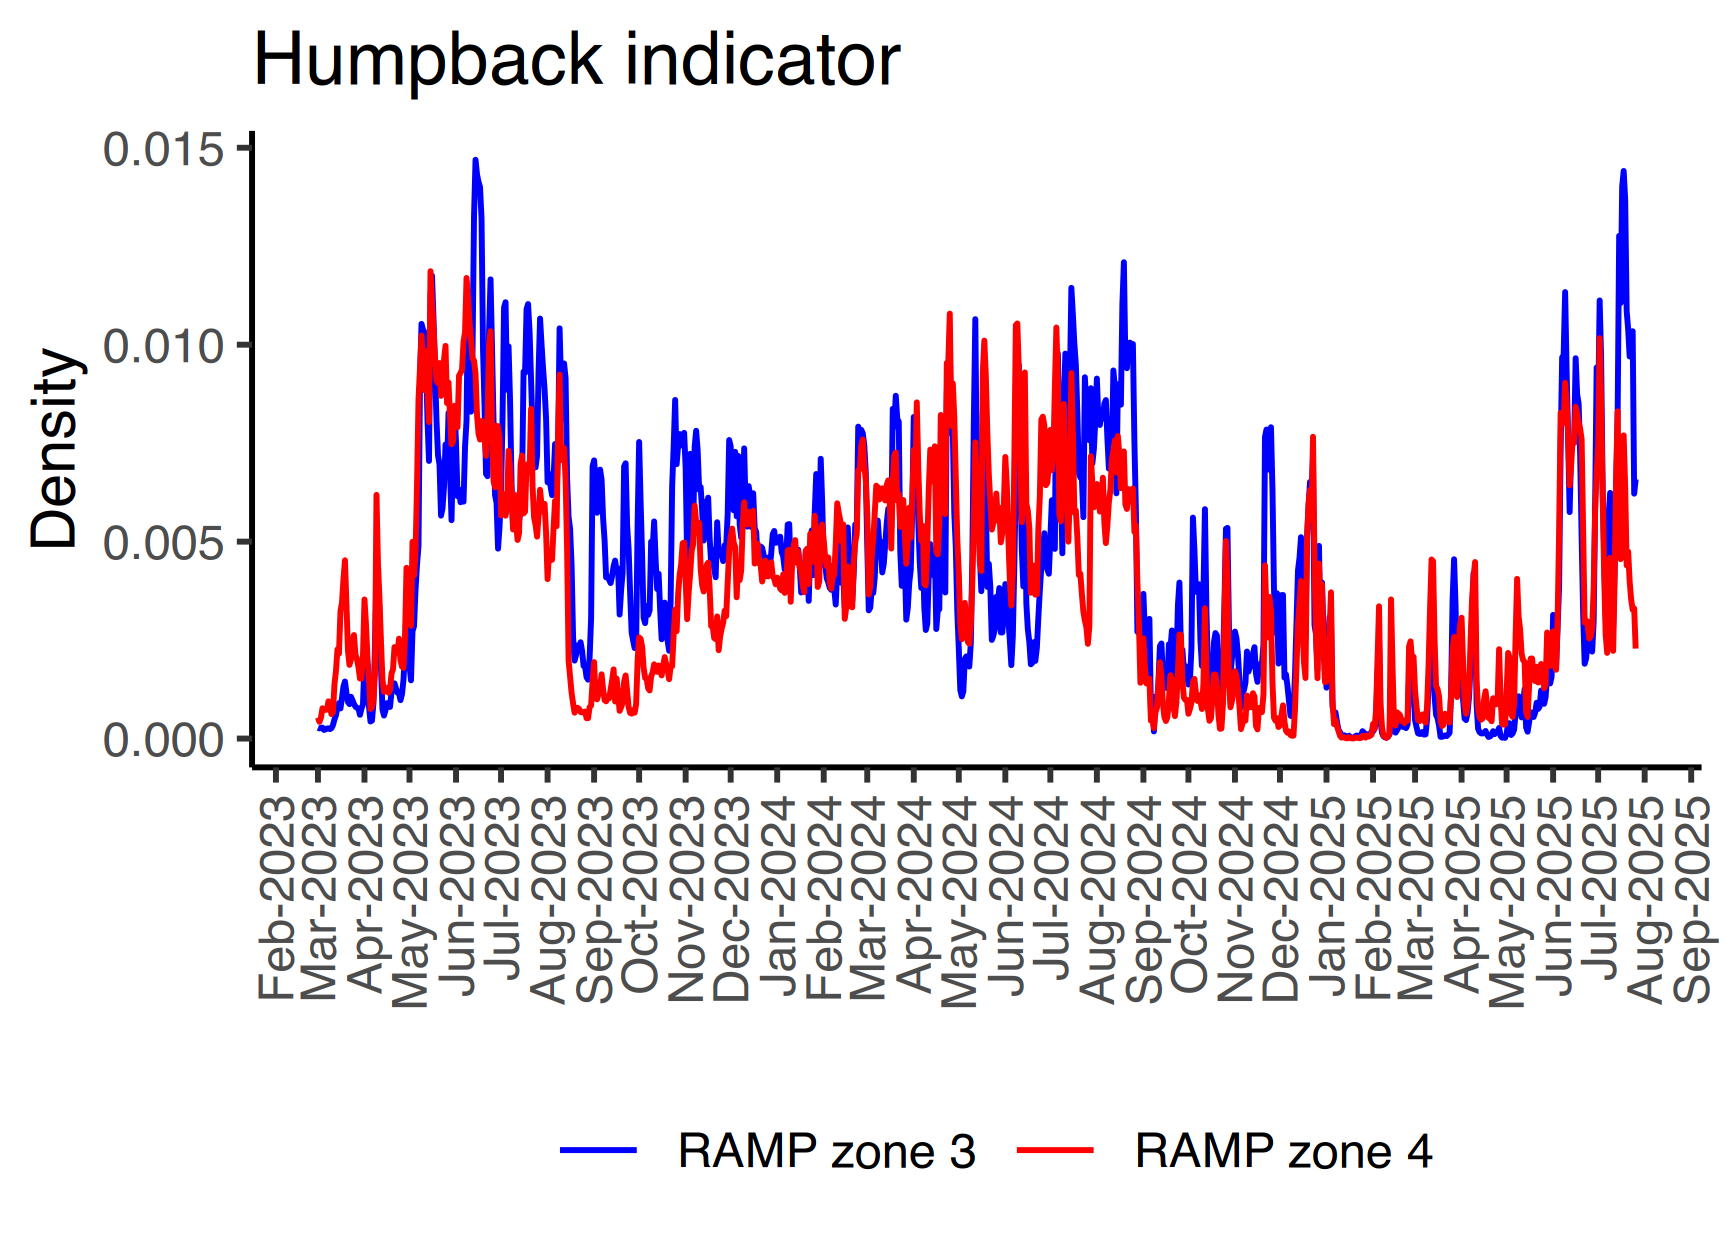 Humpback indicator
Density
0.015
0.010
0.005
0.000
Feb-2023
Mar-2023
Apr-2023
May-2023
Jun-2023
Jul-2023
Aug-2023
Sep-2023
Oct-2023
Nov-2023
Dec-2023
Jan-2024
Feb-2024
Mar-2024
Apr-2024
May-2024
Jun-2024
Jul-2024
Aug-2024
Sep-2024
Oct-2024
Nov-2024
Dec-2024
Jan-2025
Feb-2025
Mar-2025
Apr-2025
May-2025
Jun-2025
Jul-2025
Aug-2025
Sep-2025
RAMP zone 3
RAMP zone 4